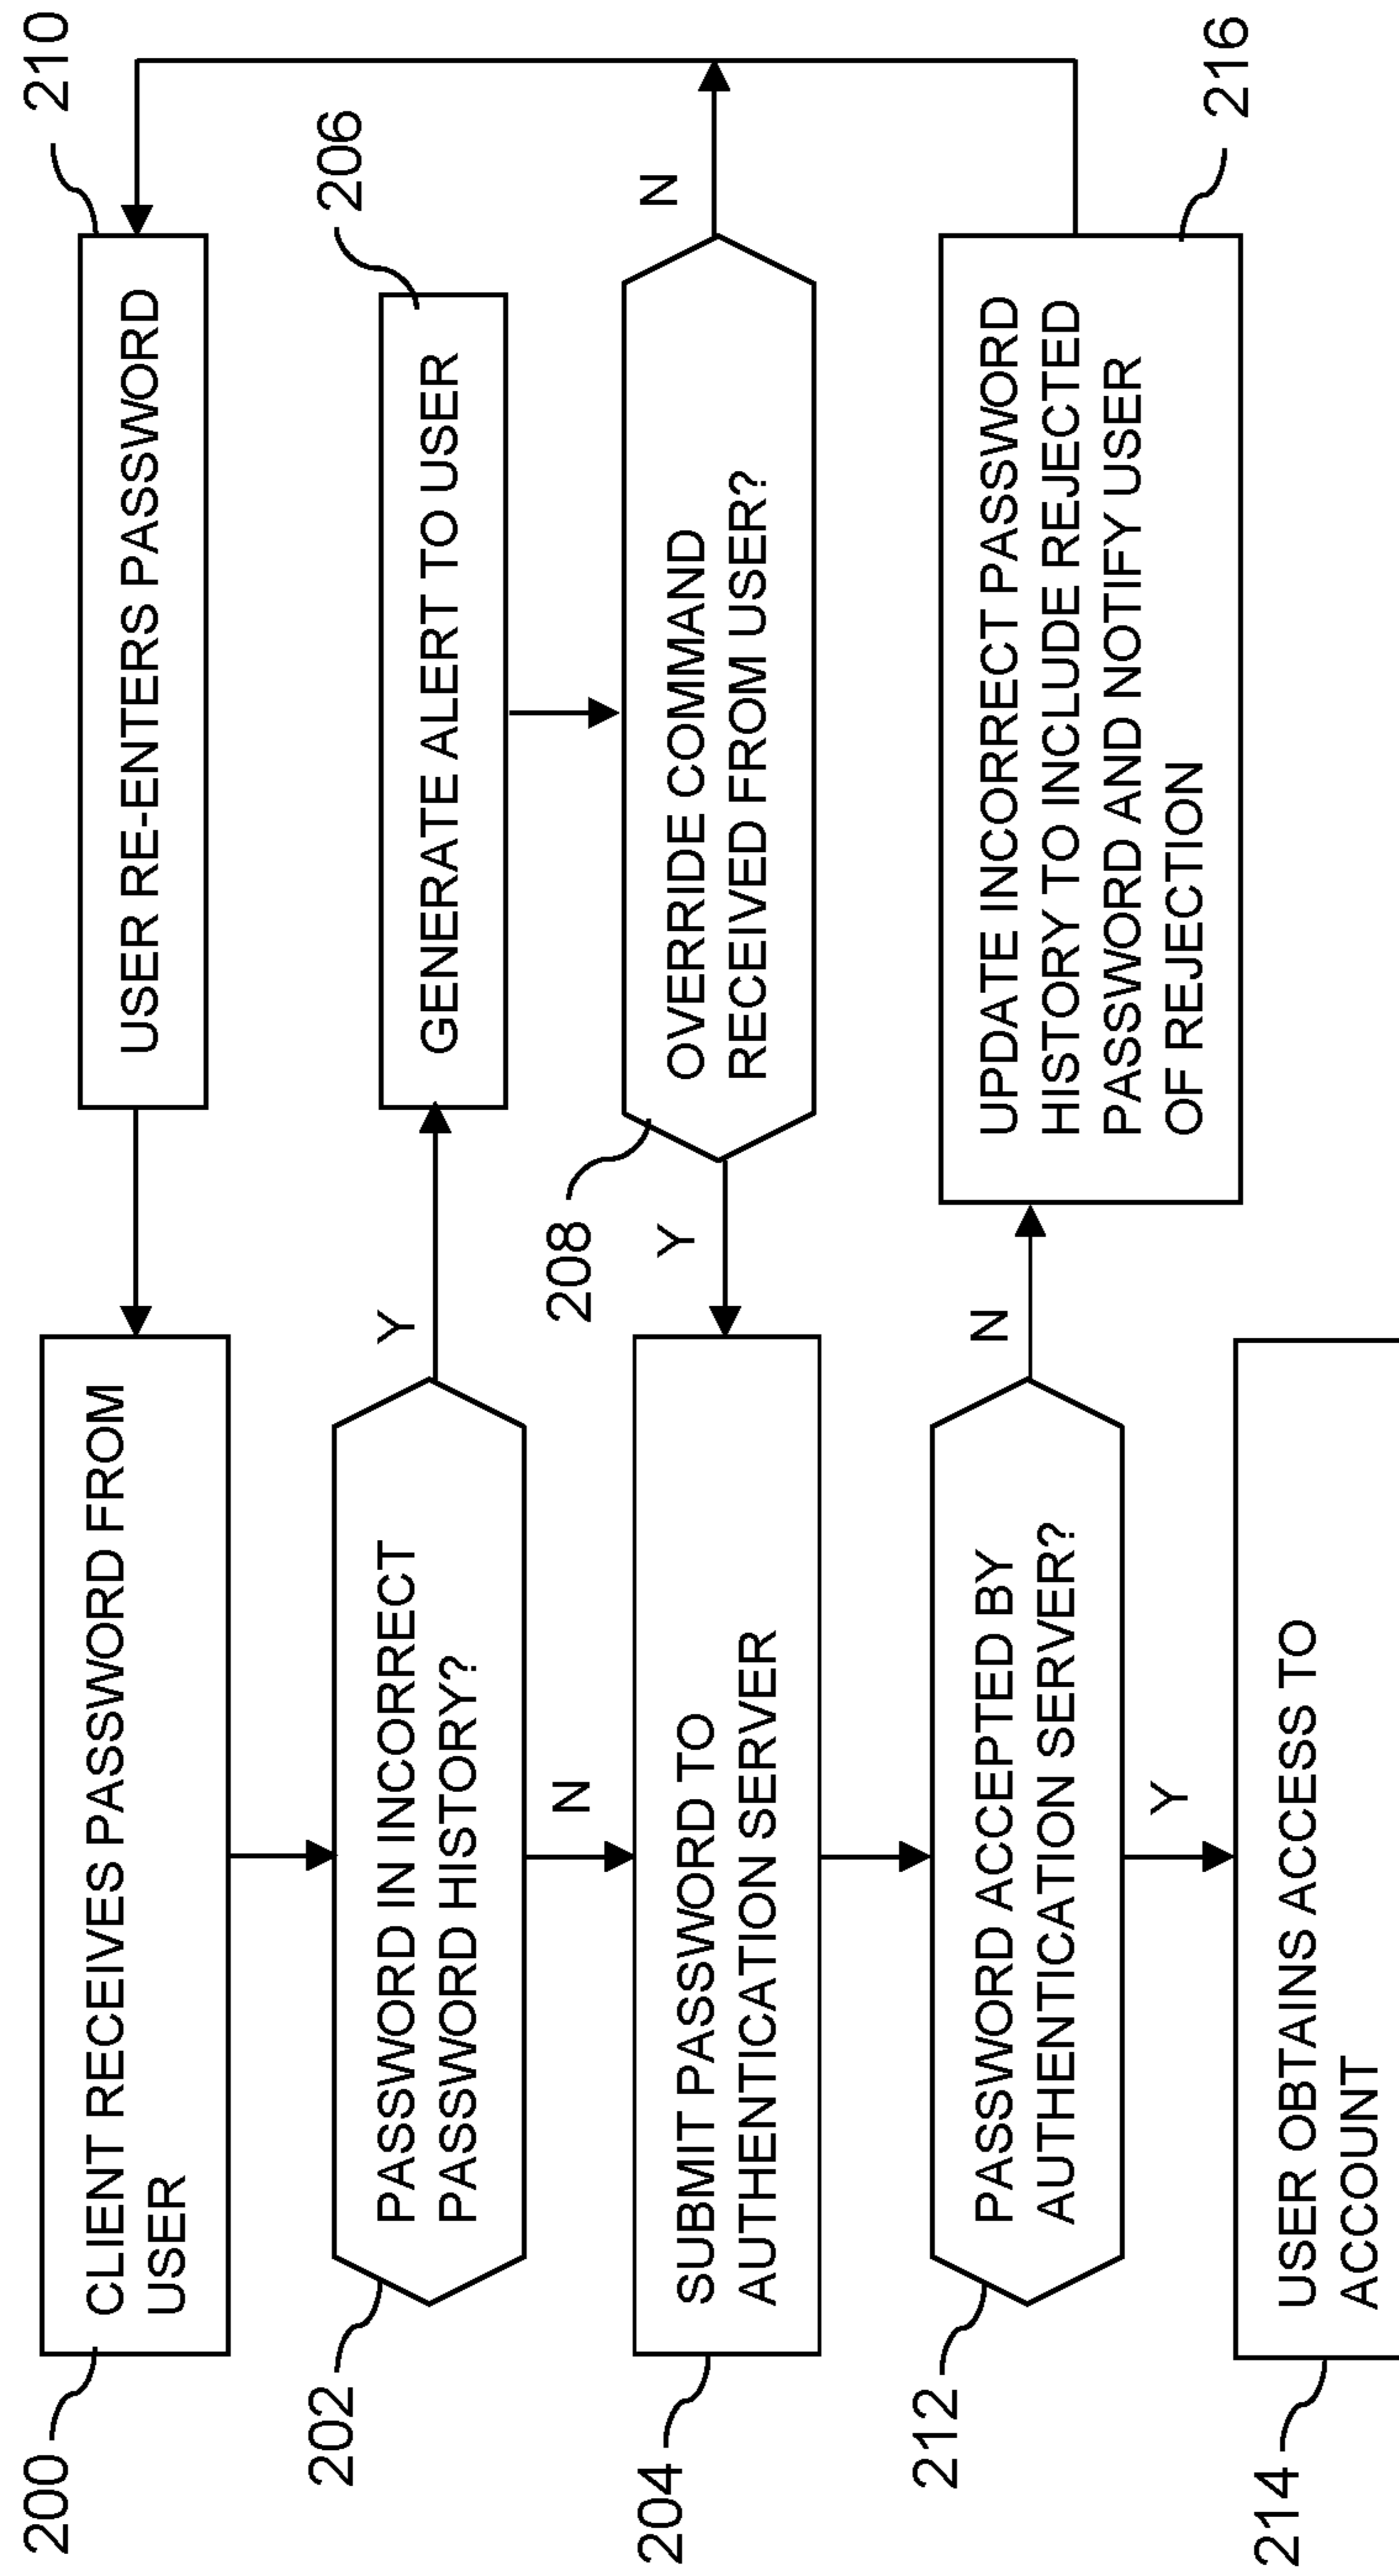 200
CLIENT RECEIVES PASSWORD FROM
USER
210
USER RE-ENTERS PASSWORD
202
PASSWORD IN INCORRECT
PASSWORD HISTORY?
Y
206
GENERATE ALERT TO USER
N
208
OVERRIDE COMMAND
RECEIVED FROM USER?
Y
N
204
SUBMIT PASSWORD TO
AUTHENTICATION SERVER
212
PASSWORD ACCEPTED BY
AUTHENTICATION SERVER?
N
216
UPDATE INCORRECT PASSWORD
HISTORY TO INCLUDE REJECTED
PASSWORD AND NOTIFY USER
OF REJECTION
Y
214
USER OBTAINS ACCESS TO
ACCOUNT